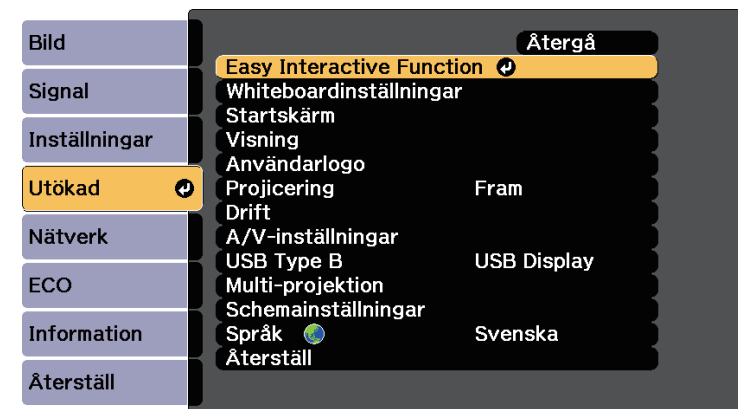 Bild
Signal
Inställningar
Utökad
Nätverk
ECO
Information
Återställ
Återgå
Easy Interactive Function
Whiteboardinställningar
Startskärm
Visning
Användarlogo
Projicering Fram
Drift
A/V-inställningar
USB Type B USB Display
Multi-projektion
Schemainställningar
Språk Svenska
Återställ